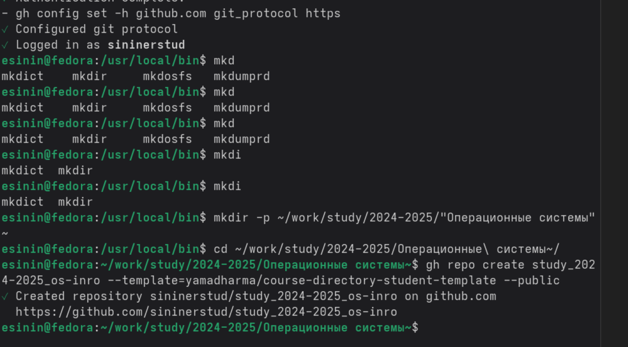 - gh config set -h github.com git_protocol https
✓ Configured git protocol
✓ Logged in as sininerstud
esinin@fedora:/usr/local/bin$ mkd
mkdict    mkdir     mkdosfs   mkdumprd
esinin@fedora:/usr/local/bin$ mkd
mkdict    mkdir     mkdosfs   mkdumprd
esinin@fedora:/usr/local/bin$ mkd
mkdict    mkdir     mkdosfs   mkdumprd
esinin@fedora:/usr/local/bin$ mkdi
mkdict  mkdir
esinin@fedora:/usr/local/bin$ mkdi
mkdict  mkdir
esinin@fedora:/usr/local/bin$ mkdir -p ~/work/study/2024-2025/"Операционные системы"
~
esinin@fedora:/usr/local/bin$ cd ~/work/study/2024-2025/Операционные\ системы~/
esinin@fedora:~/work/study/2024-2025/Операционные системы~$ gh repo create study_202
4-2025_os-inro --template=yamadharma/course-directory-student-template --public
✓ Created repository sininerstud/study_2024-2025_os-inro on github.com
https://github.com/sininerstud/study_2024-2025_os-inro
esinin@fedora:~/work/study/2024-2025/Операционные системы~$